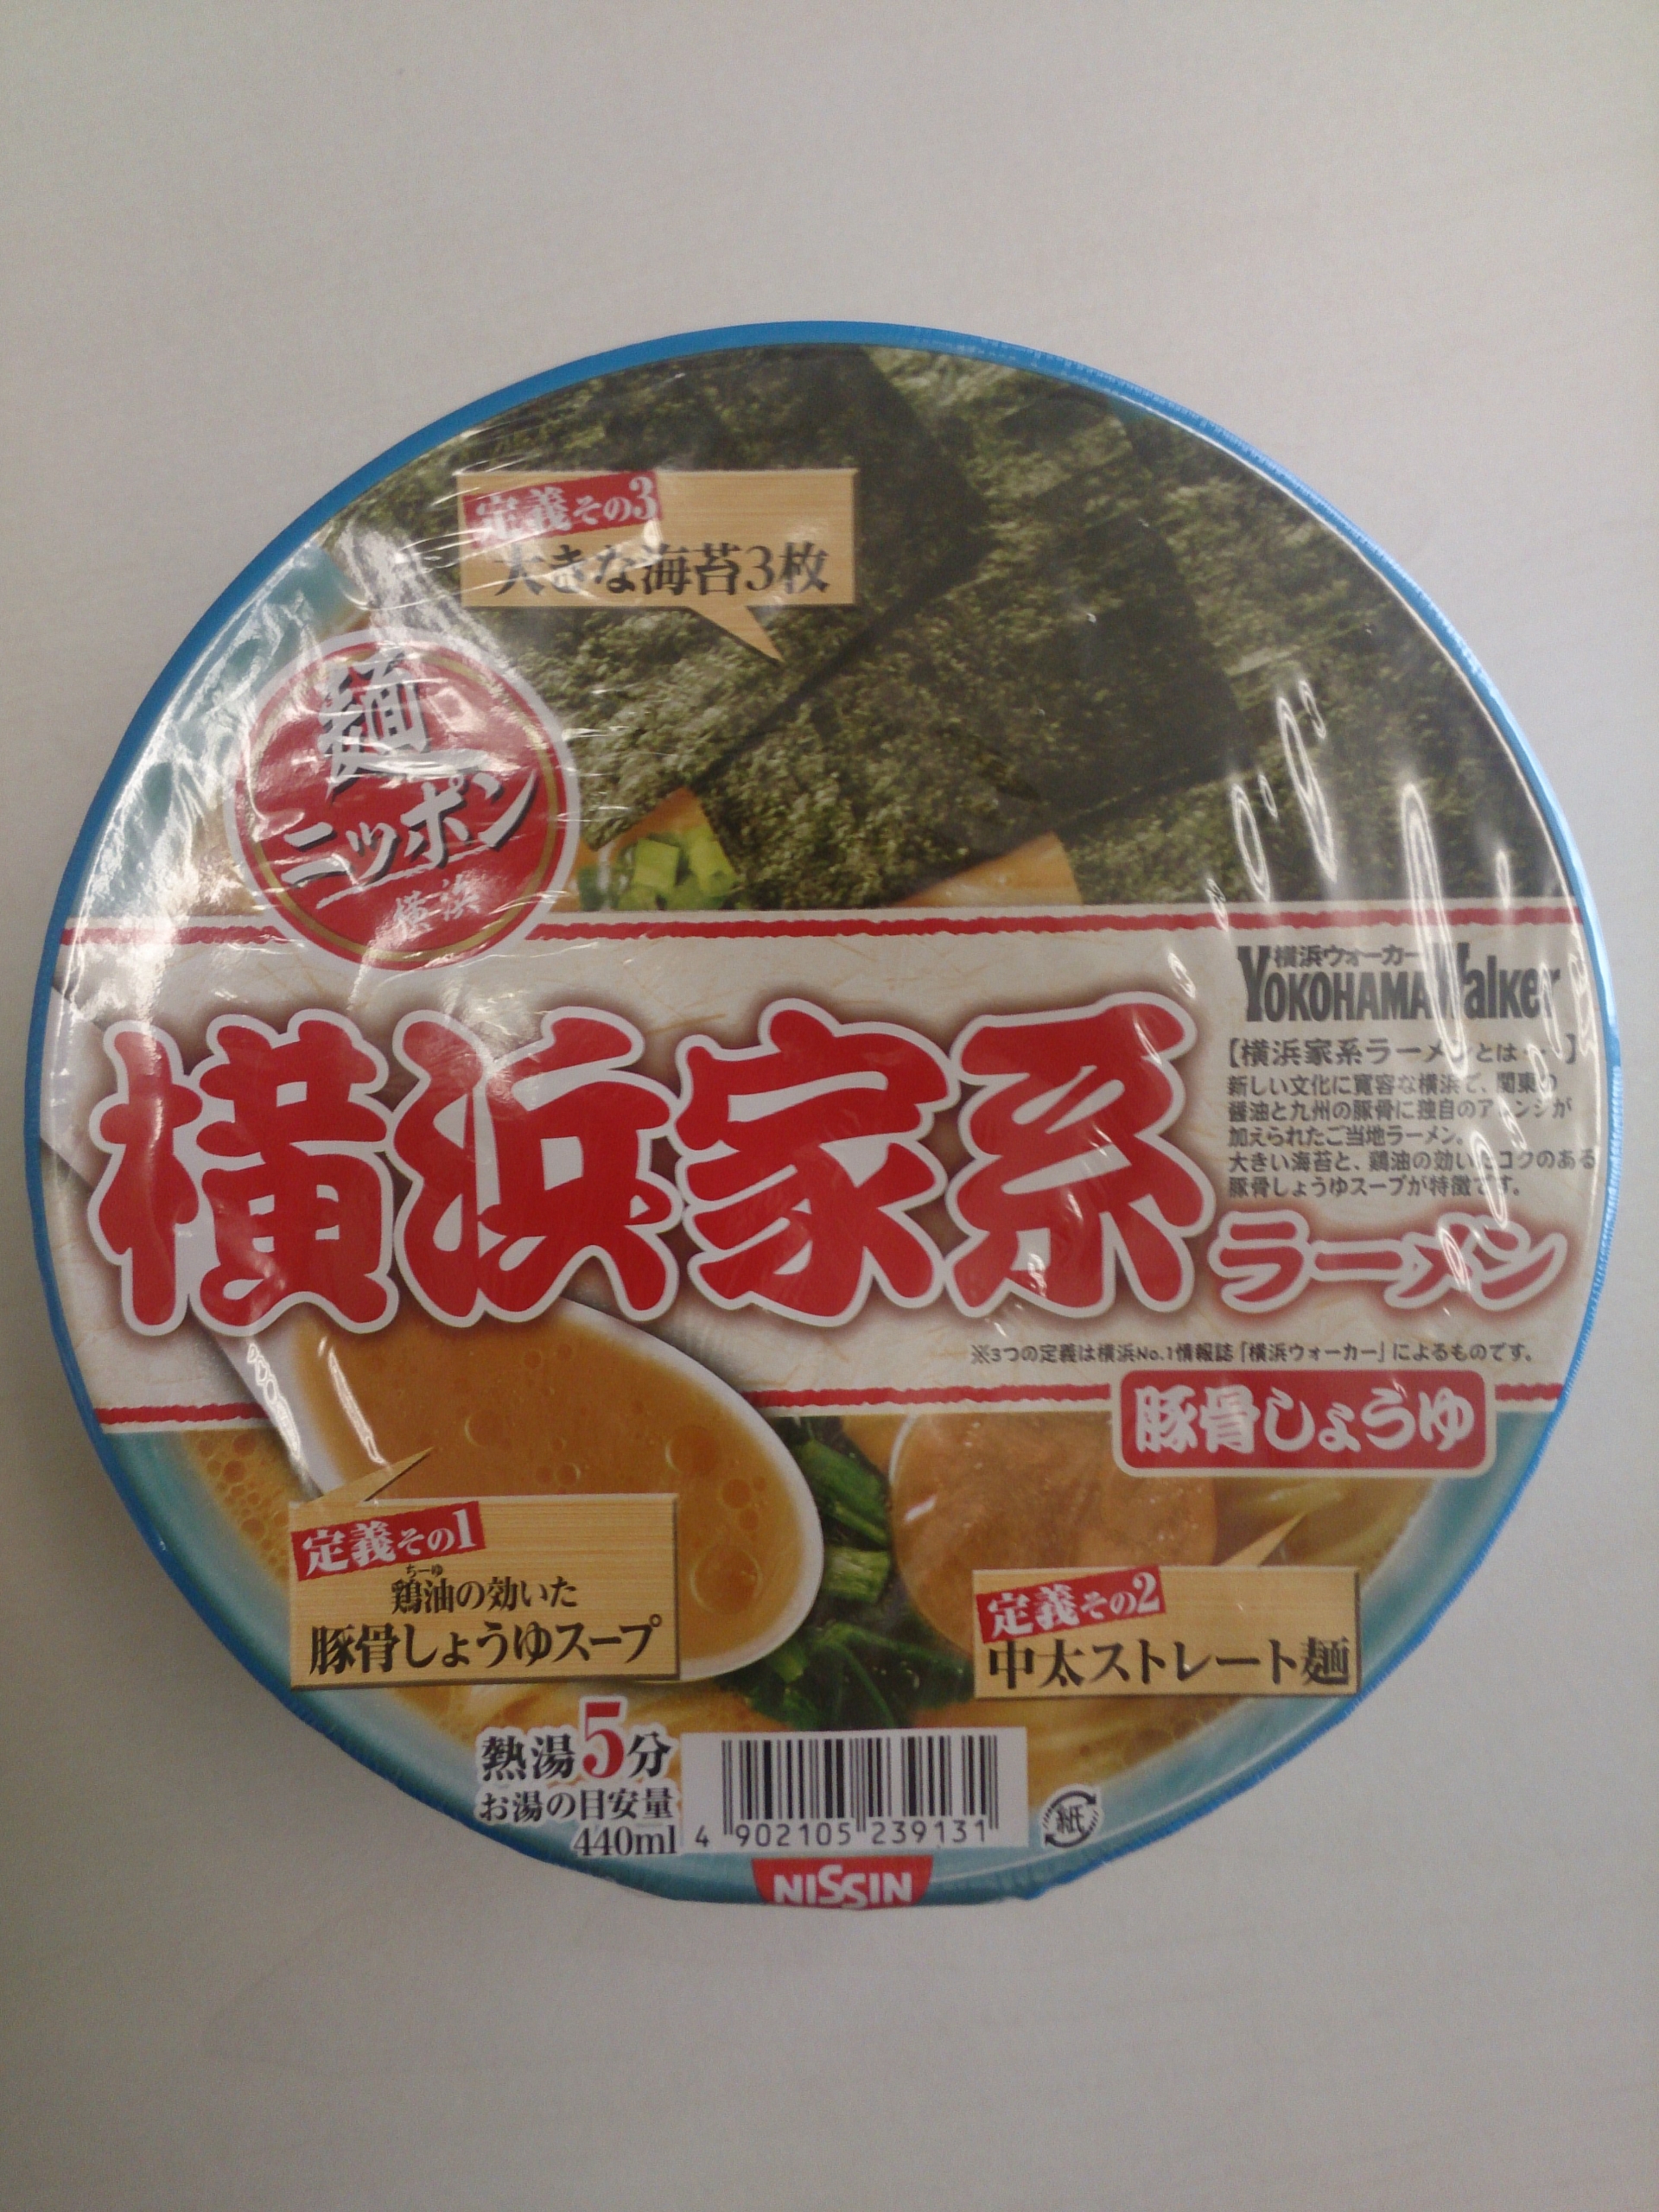 定義その3
大きな海苔3枚
麺
ニッポン
横浜
横浜ウォーカー
YOKOHAMA Walker
【横浜家系ラーメンとは…】
新しい文化に寛容な横浜で、関東の
醤油と九州の豚骨に独自のアレンジが
加えられたご当地ラーメン。
大きい海苔と、鶏油の効いたコクのある
豚骨しょうゆスープが特徴です。
横浜家系
ラーメン
※3つの定義は横浜No.1情報誌「横浜ウォーカー」によるものです。
豚骨しょうゆ
定義その1
ちーゆ
鶏油の効いた
豚骨しょうゆスープ
定義その2
中太ストレート麺
熱湯5分
お湯の目安量
440ml
4 902105 239131
紙
NISSIN